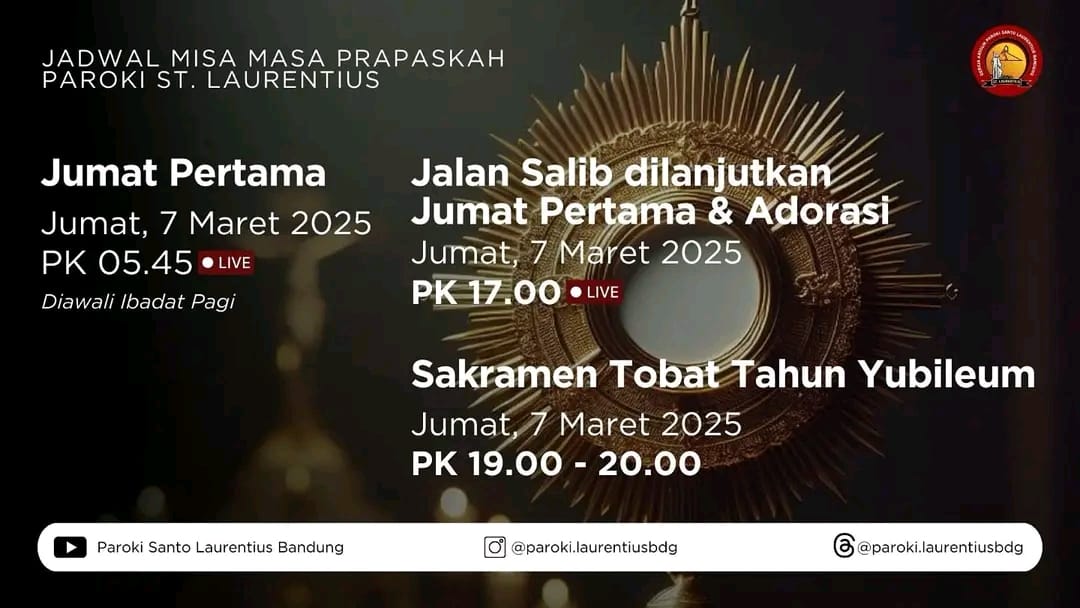 JADWAL MISA MASA PRAPASKAH
PAROKI ST. LAURENTIUS
Jumat Pertama
Jumat, 7 Maret 2025
PK 05.45 LIVE
Diawali Ibadat Pagi
Jalan Salib dilanjutkan
Jumat Pertama & Adorasi
Jumat, 7 Maret 2025
PK 17.00 LIVE
Sakramen Tobat Tahun Yubileum
Jumat, 7 Maret 2025
PK 19.00 - 20.00
Paroki Santo Laurentius Bandung
@paroki.laurentiusbdg
@paroki.laurentiusbdg